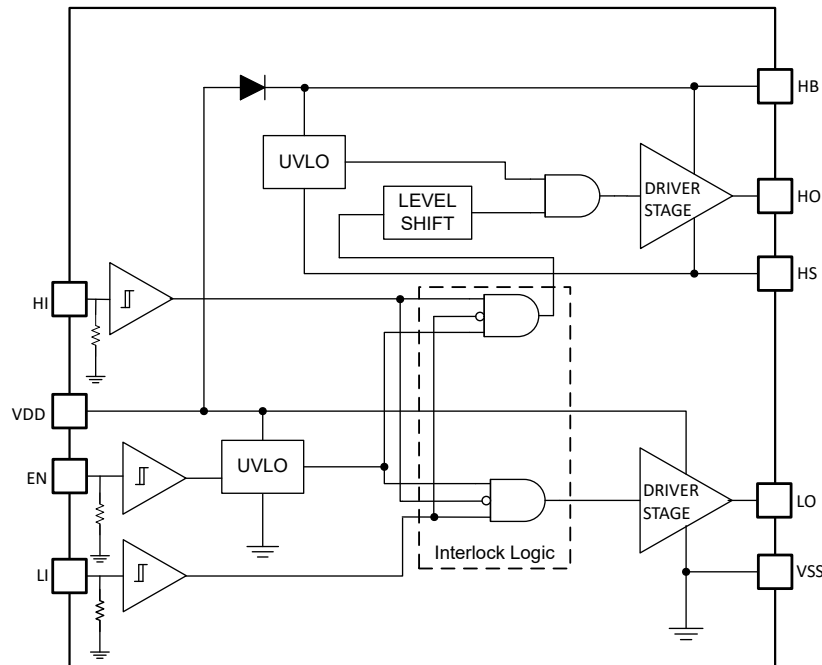 HB
UVLO
DRIVER
STAGE
HO
LEVEL
SHIFT
HS
HI
VDD
EN
UVLO
DRIVER
STAGE
LO
Interlock Logic
LI
VSS